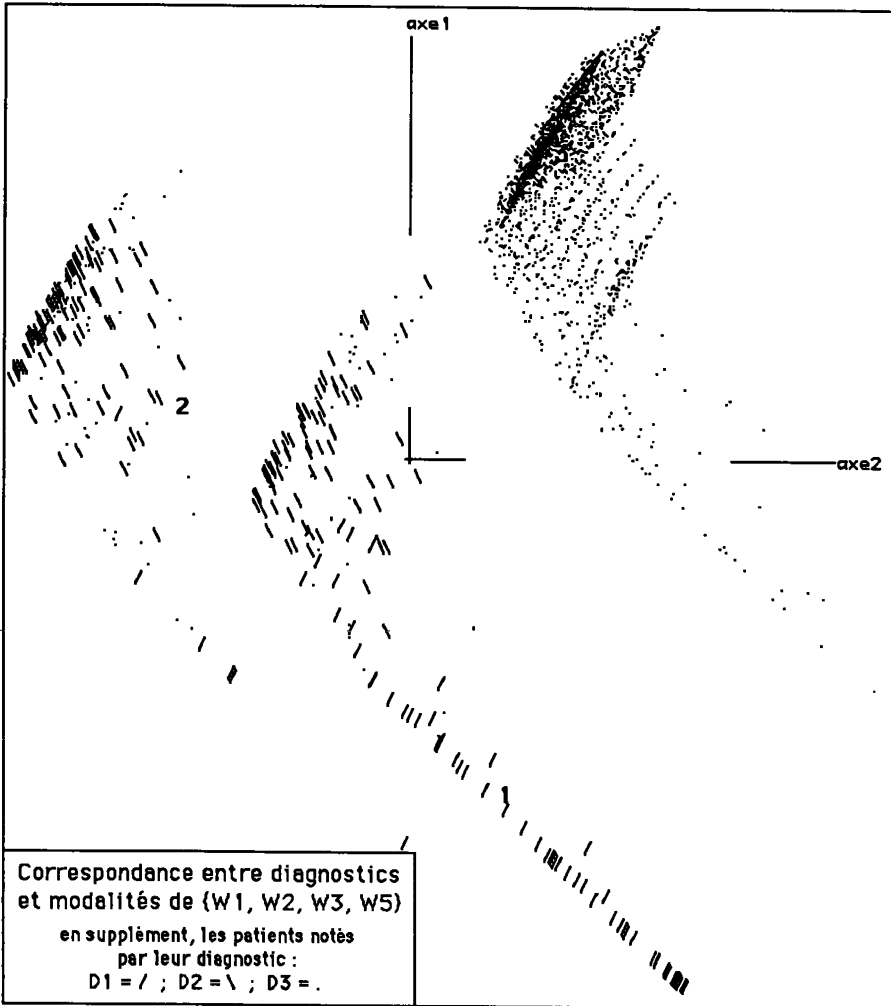 axe1
2
axe2
1
Correspondance entre diagnostics
et modalités de {W1, W2, W3, W5}
en supplément, les patients notés
par leur diagnostic :
D1 = / ; D2 = \ ; D3 = .